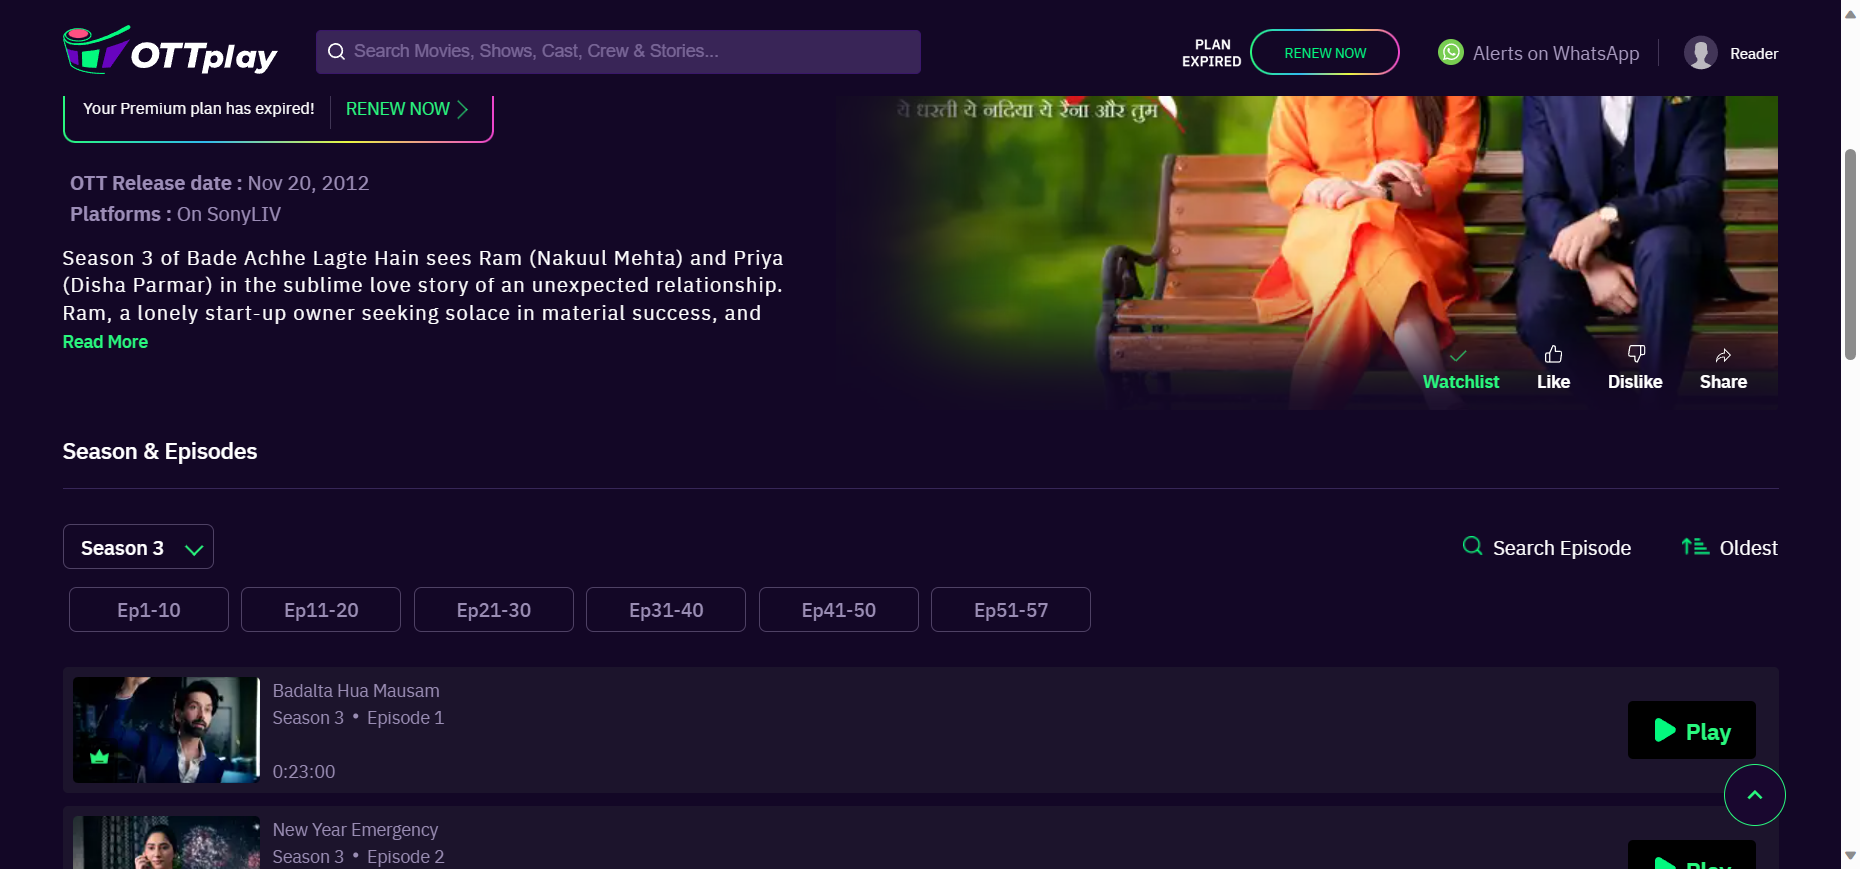 OTTplay
Search Movies, Shows, Cast, Crew & Stories...
PLAN
EXPIRED
RENEW NOW
Alerts on WhatsApp
Reader
Your Premium plan has expired!
RENEW NOW
ये धरती ये नदिया ये रैना और तुम
OTT Release date : Nov 20, 2012
Platforms : On SonyLIV
Season 3 of Bade Achhe Lagte Hain sees Ram (Nakuul Mehta) and Priya
(Disha Parmar) in the sublime love story of an unexpected relationship.
Ram, a lonely start-up owner seeking solace in material success, and
Read More
Watchlist
Like
Dislike
Share
Season & Episodes
Season 3
Search Episode
Oldest
Ep1-10
Ep11-20
Ep21-30
Ep31-40
Ep41-50
Ep51-57
Badalta Hua Mausam
Season 3 • Episode 1
0:23:00
Play
New Year Emergency
Season 3 • Episode 2
Play